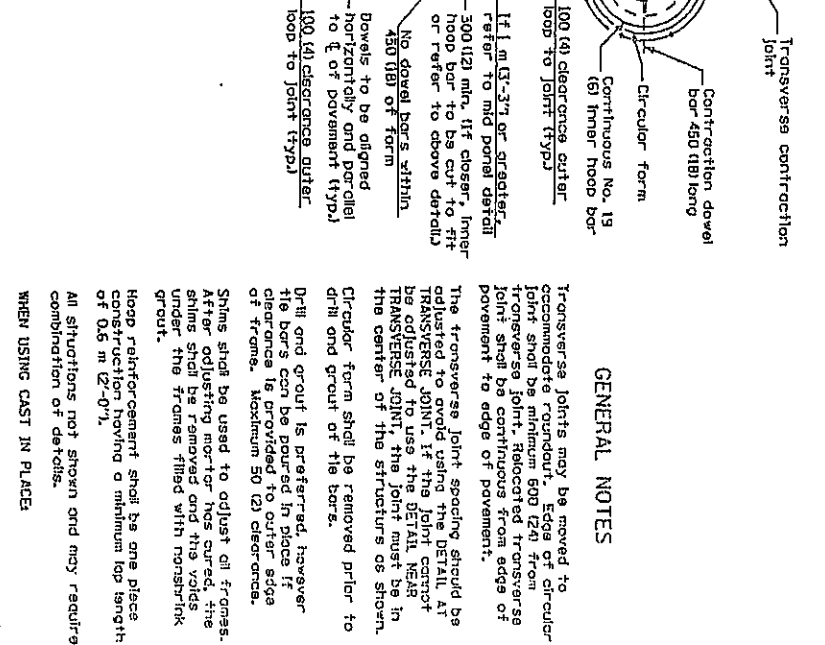 Transverse contraction
joint
Contraction dowel
bar 450 (18) long
Circular form
Continuous No. 19
(6) inner hoop bar
100 (4) clearance outer
loop to joint (typ.)
If 1 m (3'-3") or greater,
refer to mid panel detail
300 (12) min. (if closer, inner
hoop bar to be cut to fit
or refer to above detail.)
No dowel bars within
450 (18) of form
Dowels to be aligned
horizontally and parallel
to ℄ of pavement (typ.)
100 (4) clearance outer
loop to joint (typ.)
GENERAL NOTES
Transverse joints may be moved to
accommodate roundout. Edge of circular
joint shall be minimum 600 (24) from
transverse joint. Relocated transverse
joint shall be continuous from edge of
pavement to edge of pavement.
The transverse joint spacing should be
adjusted to avoid using the DETAIL AT
TRANSVERSE JOINT. If the joint cannot
be adjusted to use the DETAIL NEAR
TRANSVERSE JOINT, the joint must be in
the center of the structure as shown.
Circular form shall be removed prior to
drill and grout of tie bars.
Drill and grout is preferred, however
tie bars can be poured in place if
clearance is provided to outer edge
of frame. Maximum 50 (2) clearance.
Shims shall be used to adjust all frames.
After adjusting mortar has cured, the
shims shall be removed and the voids
under the frames filled with nonshrink
grout.
Hoop reinforcement shall be one piece
construction having a minimum lap length
of 0.6 m (2'-0").
All situations not shown and may require
combination of details.
WHEN USING CAST IN PLACE: